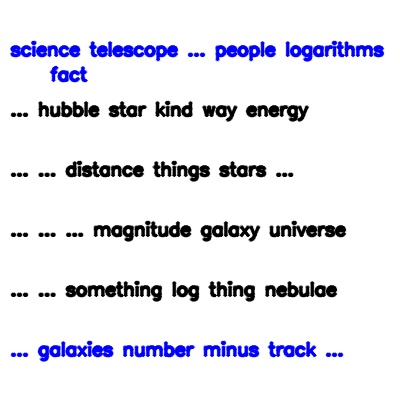 science telescope ... people logarithms
fact
... hubble star kind way energy
... ... distance things stars ...
... ... ... magnitude galaxy universe
... ... something log thing nebulae
... galaxies number minus track ...